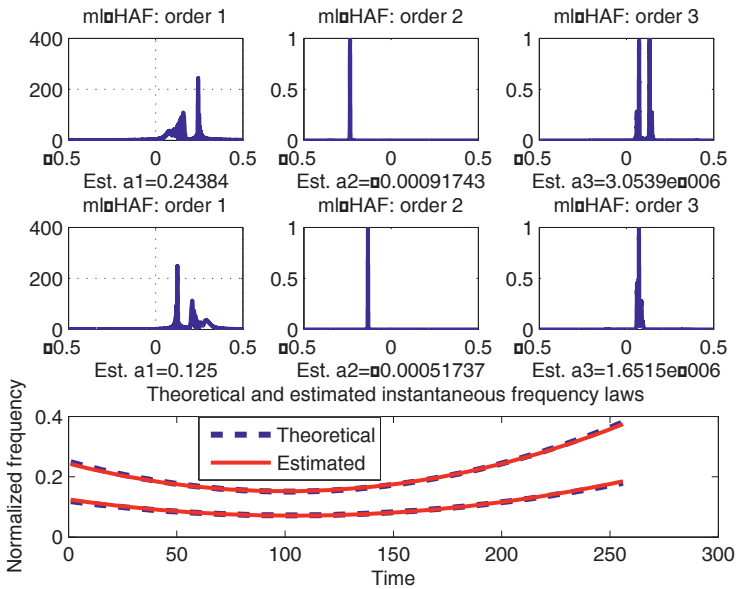 ml▯HAF: order 1
ml▯HAF: order 2
ml▯HAF: order 3
400
200
0
▯0.5 0 0.5
1
0.5
0
▯0.5 0 0.5
1
0.5
0
▯0.5 0 0.5
Est. a1=0.24384
Est. a2=▯0.00091743
Est. a3=3.0539e▯006
ml▯HAF: order 1
ml▯HAF: order 2
ml▯HAF: order 3
400
200
0
▯0.5 0 0.5
1
0.5
0
▯0.5 0 0.5
1
0.5
0
▯0.5 0 0.5
Est. a1=0.125
Est. a2=▯0.00051737
Est. a3=1.6515e▯006
Theoretical and estimated instantaneous frequency laws
Normalized frequency
0.4
0.2
0
Theoretical
Estimated
0 50 100 150 200 250 300
Time